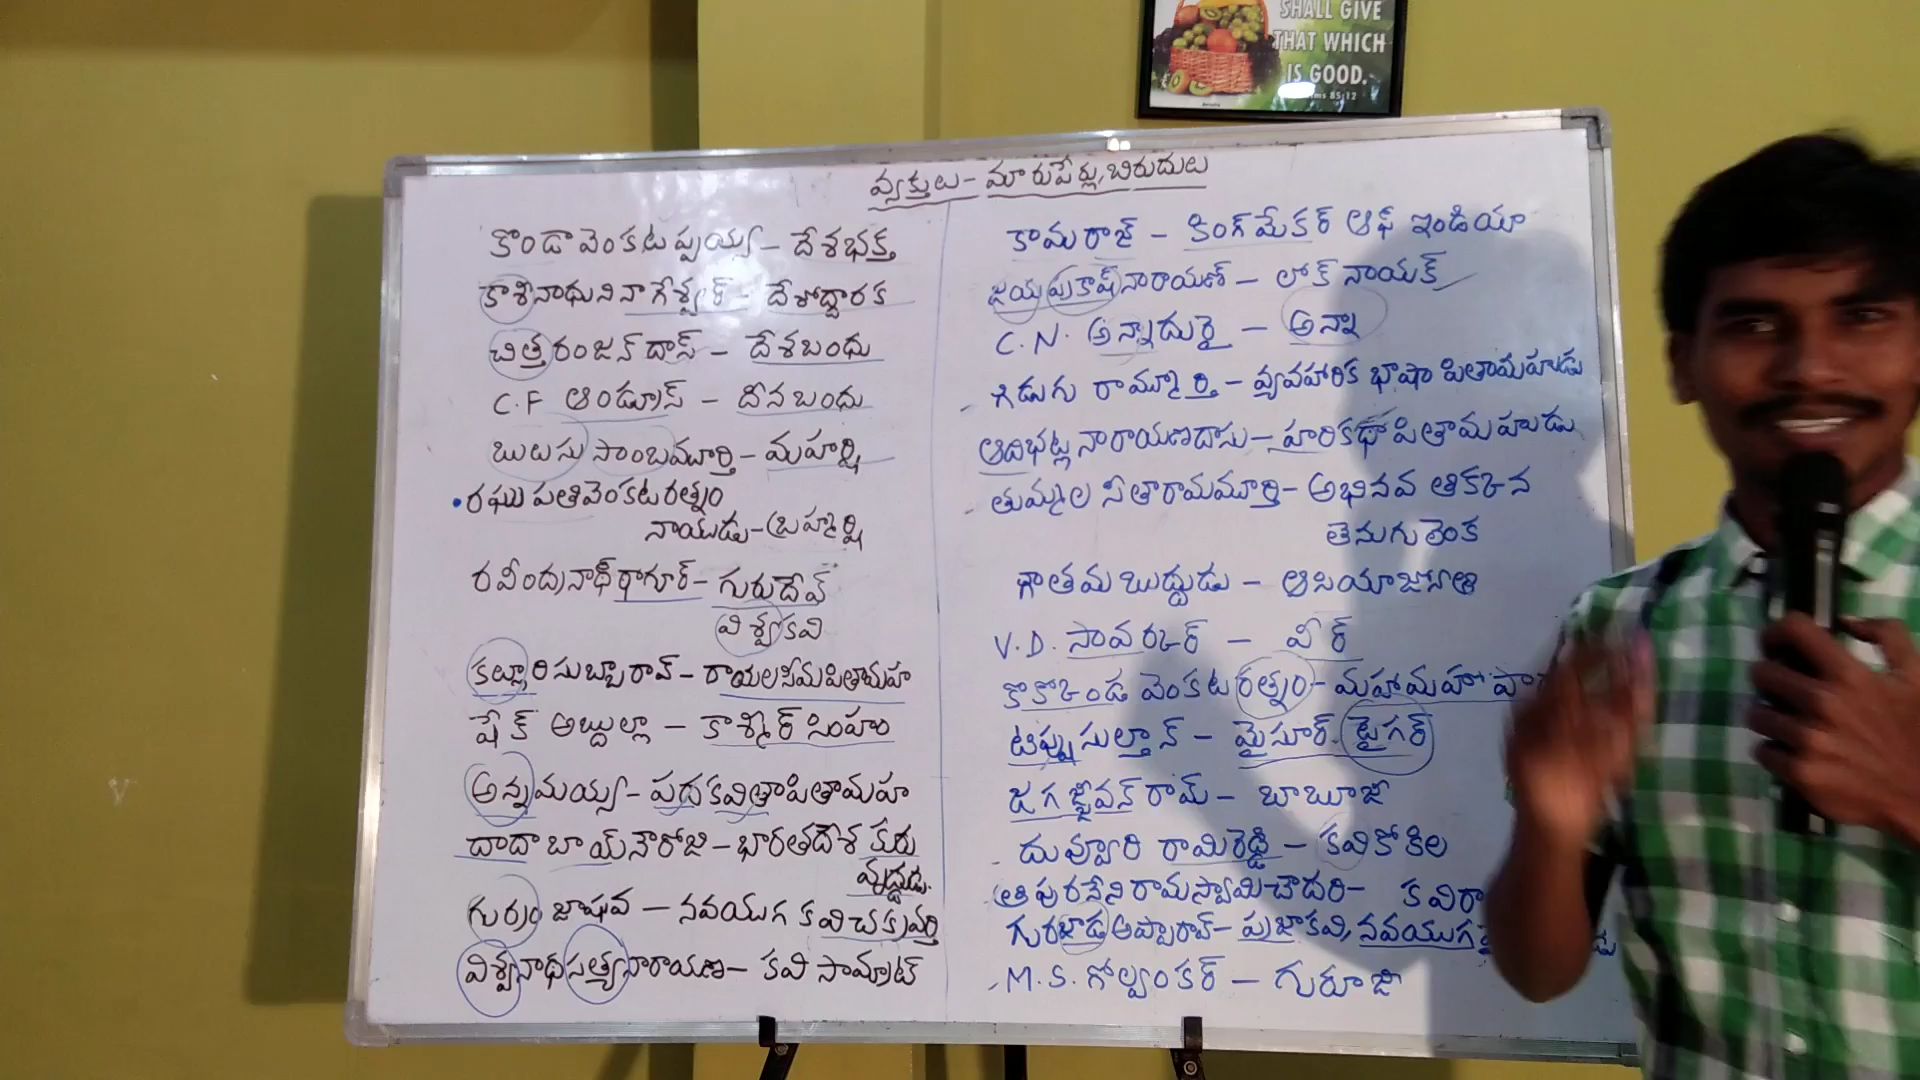 SHALL GIVE
THAT WHICH
IS GOOD.
85:12
వ్యక్తులు - మారుపేర్లు, బిరుదులు
కొండా వెంకటప్పయ్య - దేశభక్త
కాశీనాథుని నాగేశ్వర్ - దేశోద్ధారక
చిత్తరంజన్ దాస్ - దేశబంధు
C.F ఆండ్రూస్ - దీనబంధు
బులుసు సాంబమూర్తి - మహర్షి
• రఘుపతి వెంకటరత్నం
నాయుడు - బ్రహ్మర్షి
రవీంద్రనాథ్ ఠాగూర్ - గురుదేవ్
విశ్వకవి
కల్లూరి సుబ్బారావ్ - రాయలసీమ పితామహ
షేక్ అబ్దుల్లా - కాశ్మీర్ సింహం
అన్నమయ్య - పదకవితా పితామహ
దాదాబాయ్ నౌరోజి - భారతదేశ కురు
వృద్ధుడు.
గుర్రం జాషువ - నవయుగ కవిచక్రవర్తి
విశ్వనాథ సత్యనారాయణ - కవి సామ్రాట్
కామరాజ్ - కింగ్ మేకర్ ఆఫ్ ఇండియా
జయప్రకాష్ నారాయణ్ - లోక్ నాయక్
C.N. అన్నాదురై - అన్నా
గిడుగు రామ్మూర్తి - వ్యవహారిక భాషా పితామహుడు
ఆదిభట్ల నారాయణదాసు - హరికథా పితామహుడు
తుమ్మల సీతారామమూర్తి - అభినవ తిక్కన
తెనుగు లెంక
గౌతమ బుద్ధుడు - ఆసియాజ్యోతి
V.D. సావర్కర్ - వీర్
కొక్కొండ వెంకటరత్నం - మహామహో
టిప్పు సుల్తాన్ - మైసూర్ టైగర్
జగజ్జీవన్ రామ్ - బాబూజీ
దువ్వూరి రామిరెడ్డి - కవికోకిల
త్రిపురనేని రామస్వామి చౌదరి -
గురజాడ అప్పారావ్ - ప్రజాకవి, నవయుగ
M.S. గోల్వంకర్ - గురూజీ